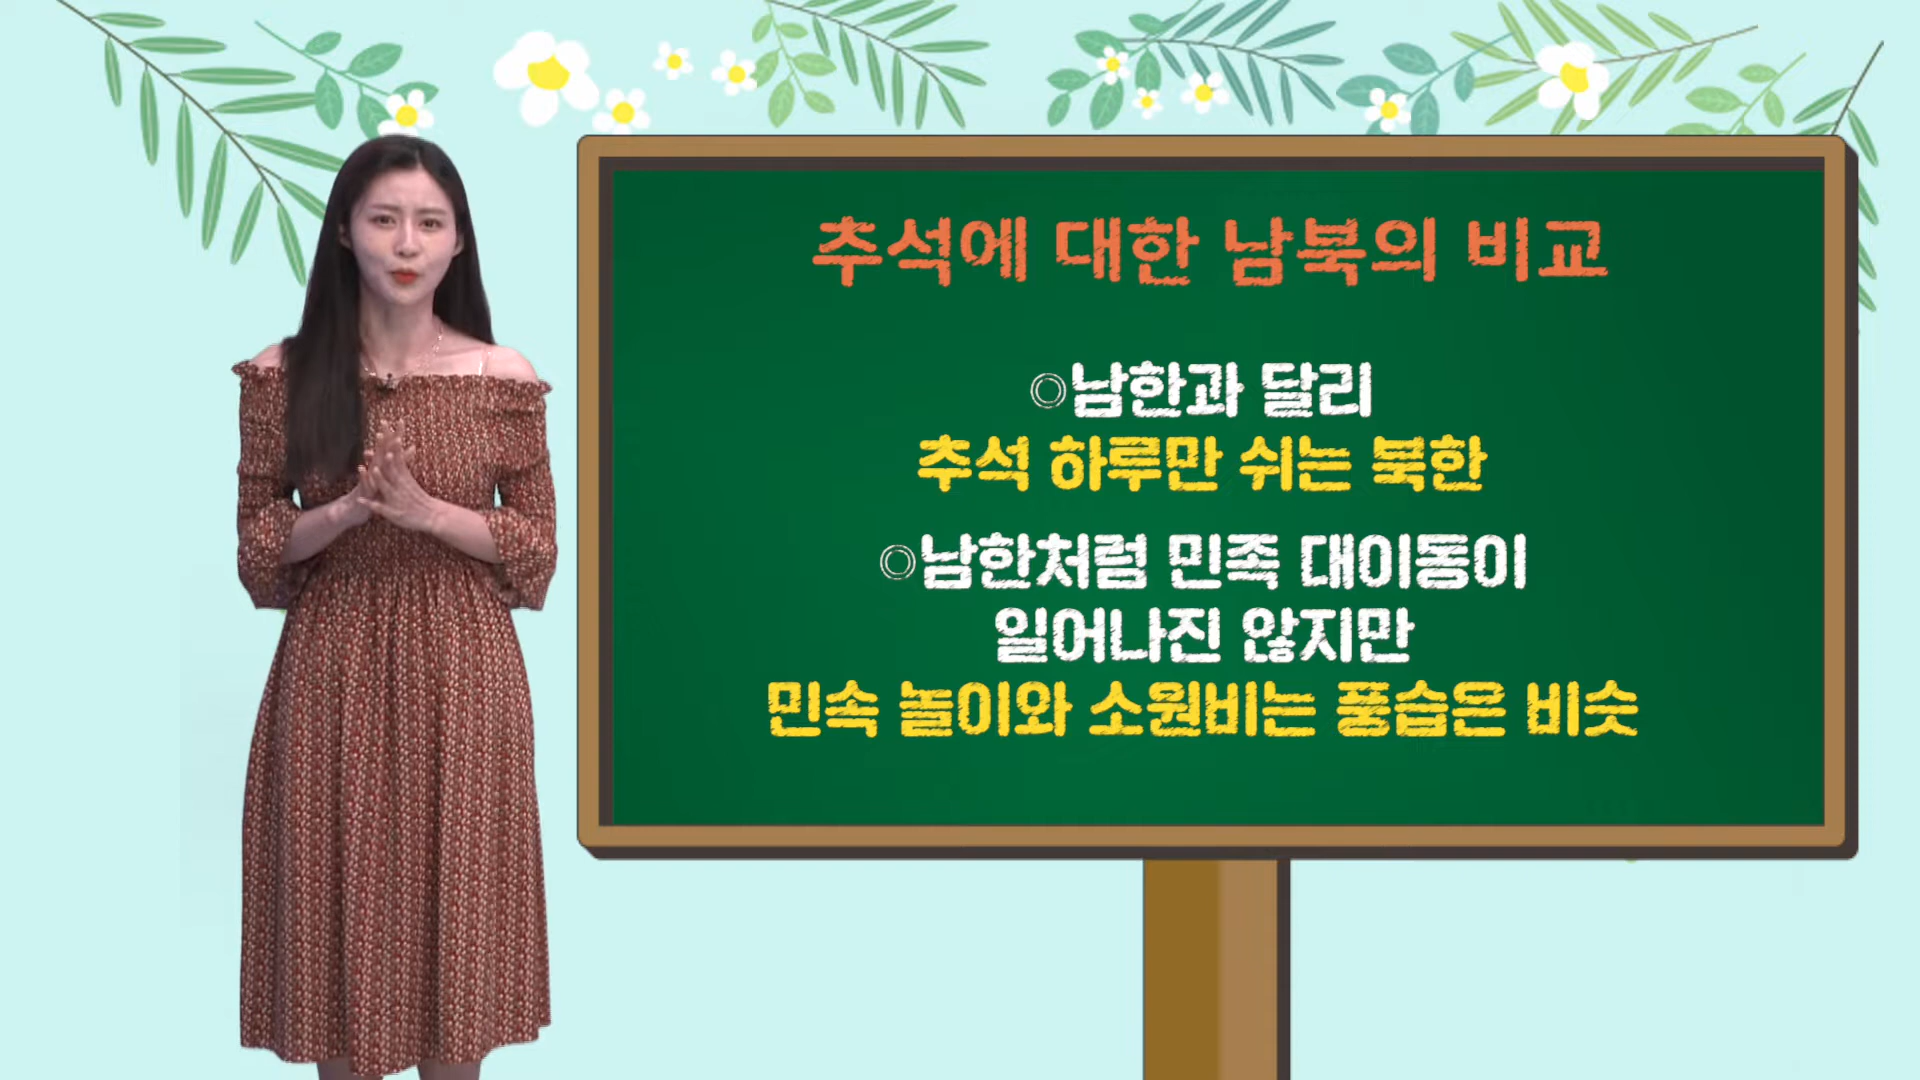 추석에 대한 남북의 비교
◎남한과 달리
추석 하루만 쉬는 북한
◎남한처럼 민족 대이동이
일어나진 않지만
민속 놀이와 소원비는 풍습은 비슷